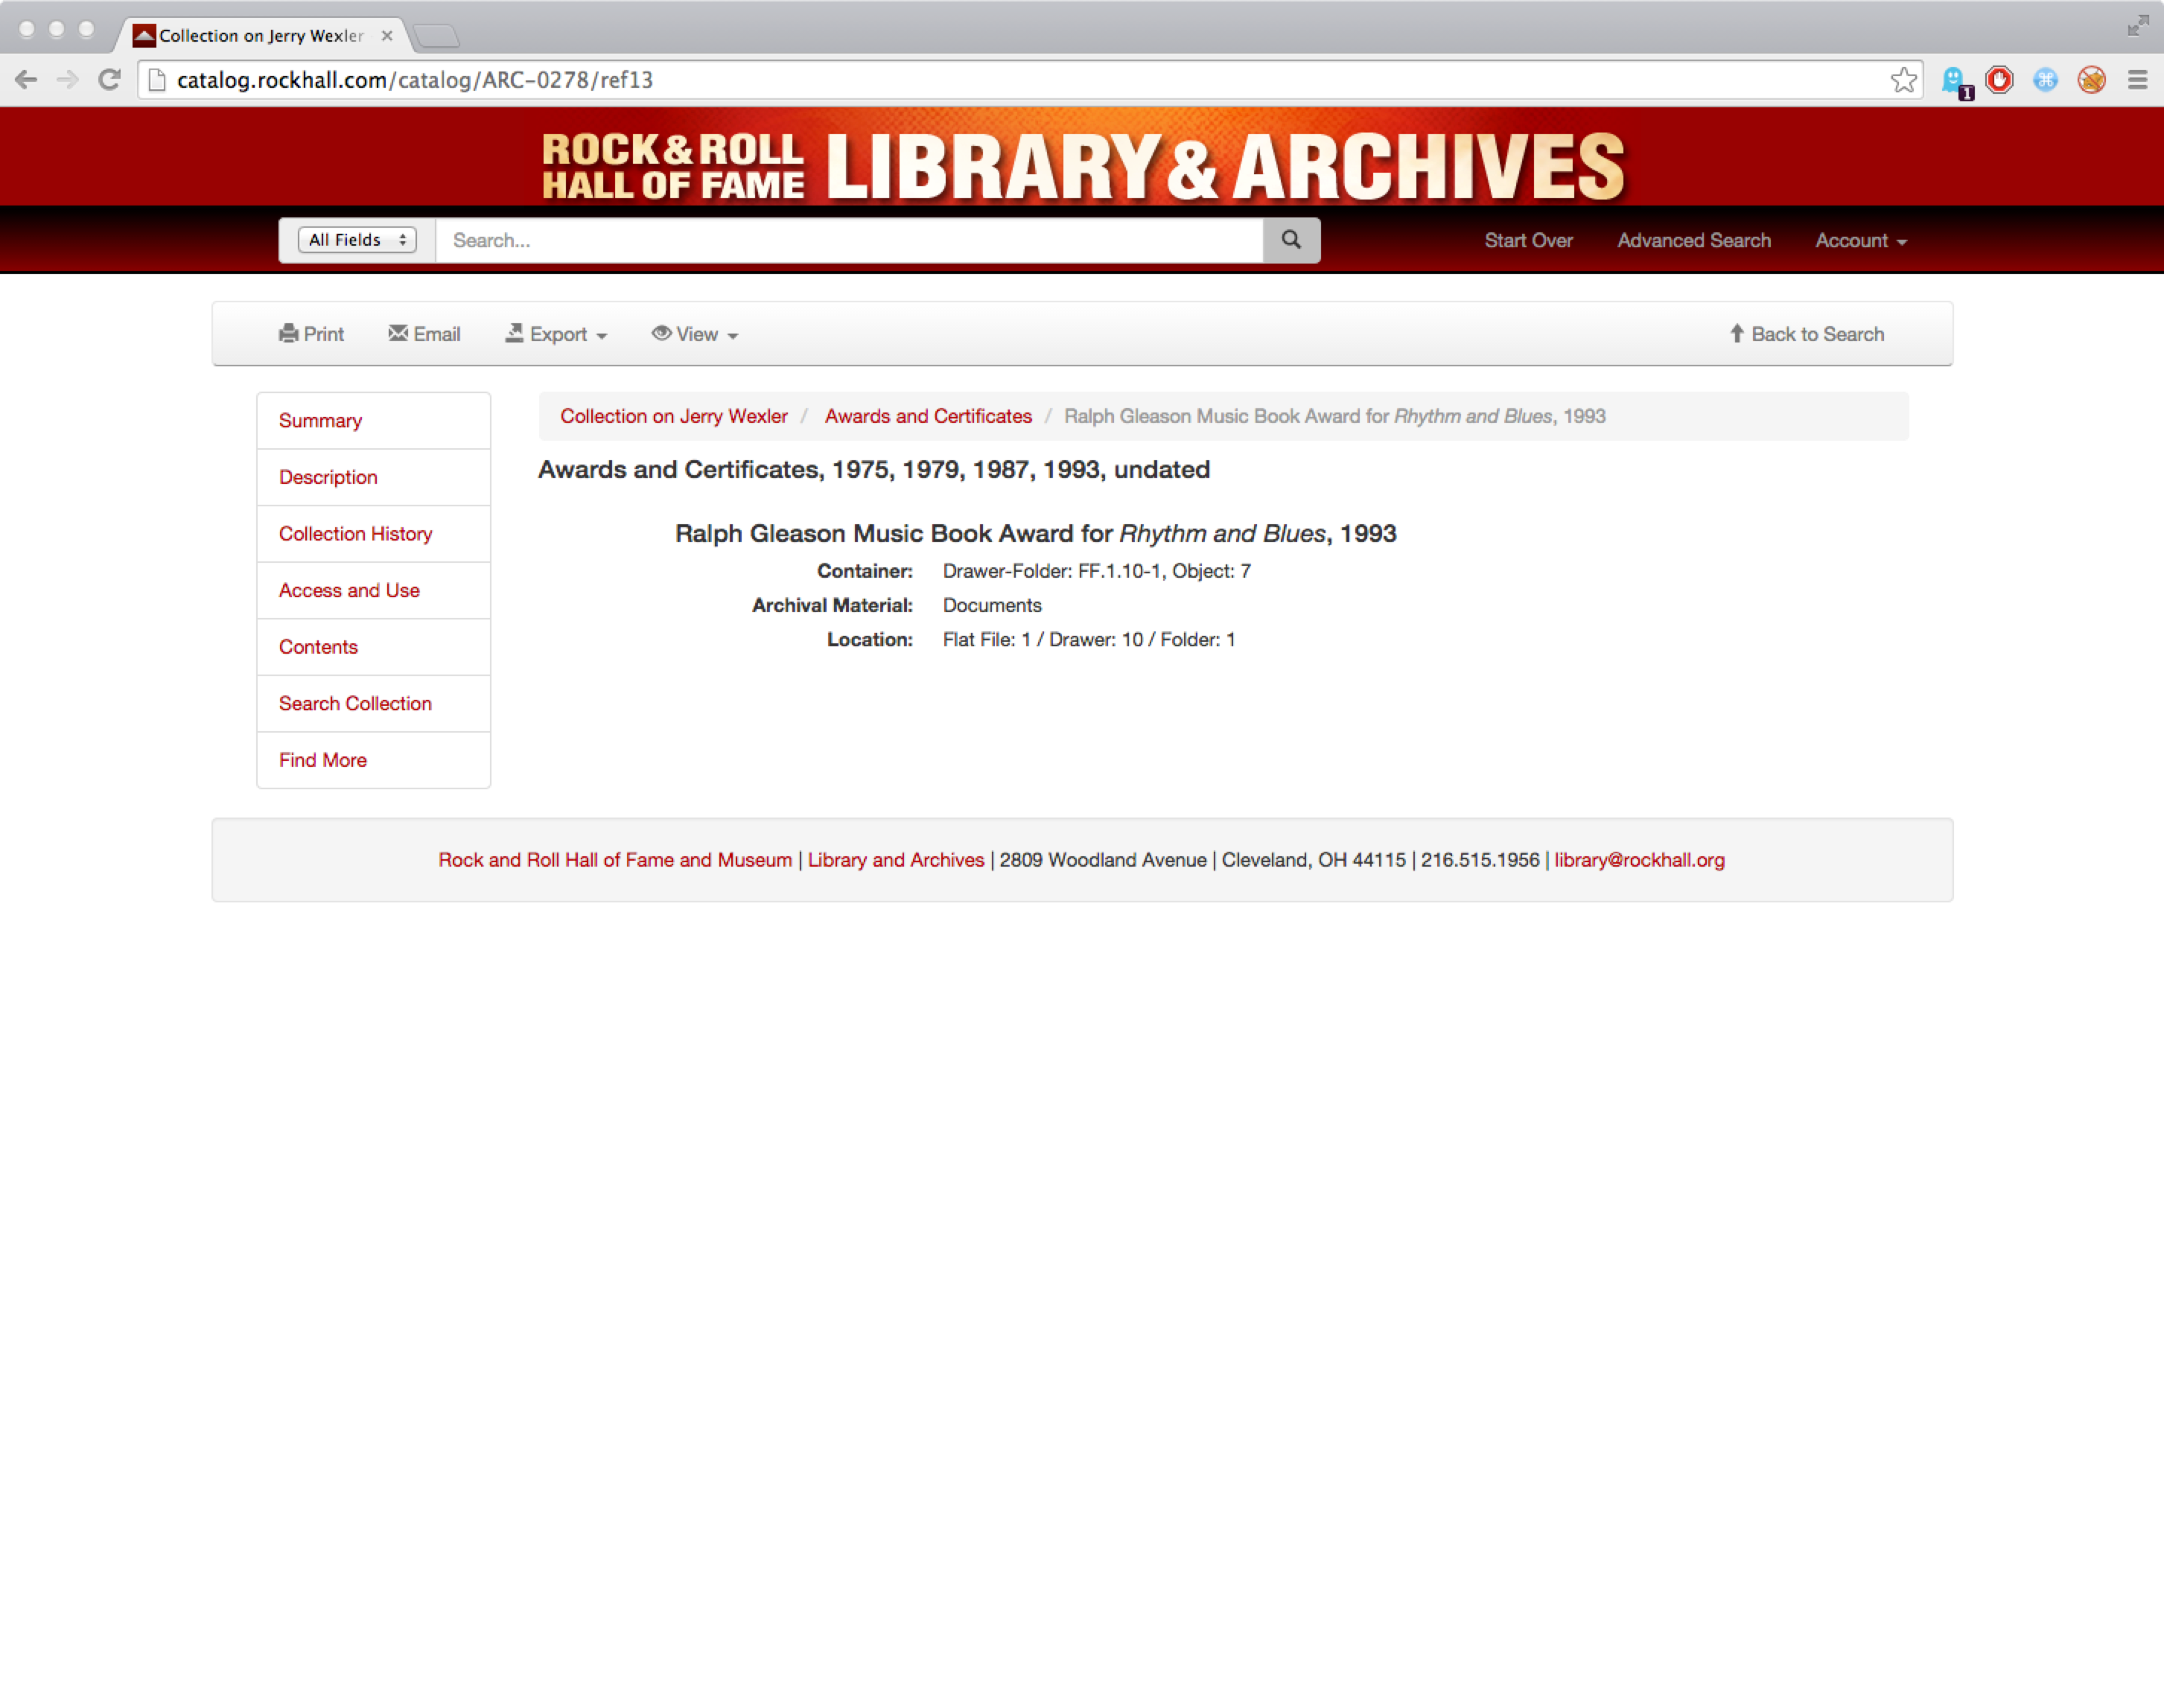 Collection on Jerry Wexler
catalog.rockhall.com/catalog/ARC-0278/ref13
1
ROCK & ROLL HALL OF FAME LIBRARY & ARCHIVES
All Fields Search... Start Over Advanced Search Account
Print Email Export View Back to Search
Summary
Description
Collection History
Access and Use
Contents
Search Collection
Find More
Collection on Jerry Wexler / Awards and Certificates / Ralph Gleason Music Book Award for Rhythm and Blues, 1993
Awards and Certificates, 1975, 1979, 1987, 1993, undated
Ralph Gleason Music Book Award for Rhythm and Blues, 1993
Container: Drawer-Folder: FF.1.10-1, Object: 7
Archival Material: Documents
Location: Flat File: 1 / Drawer: 10 / Folder: 1
Rock and Roll Hall of Fame and Museum | Library and Archives | 2809 Woodland Avenue | Cleveland, OH 44115 | 216.515.1956 | library@rockhall.org